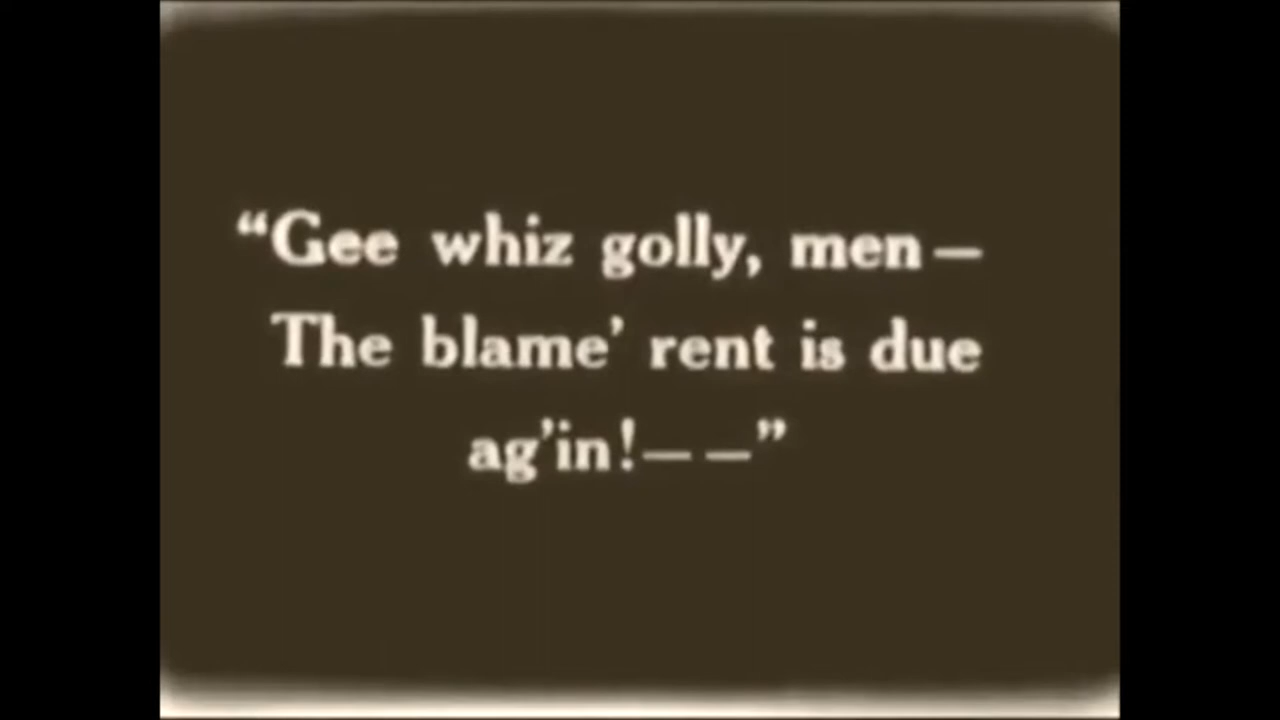 “Gee whiz golly, men—
The blame’ rent is due
ag’in!— —”